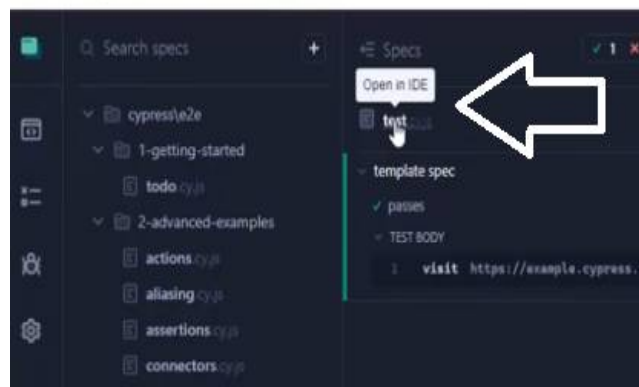 Search specs
+
cypress\e2e
1-getting-started
todo.cy.js
2-advanced-examples
actions.cy.js
aliasing.cy.js
assertions.cy.js
connectors.cy.js
Specs
1
Open in IDE
test.cy.js
template spec
passes
TEST BODY
1 visit https://example.cypress.